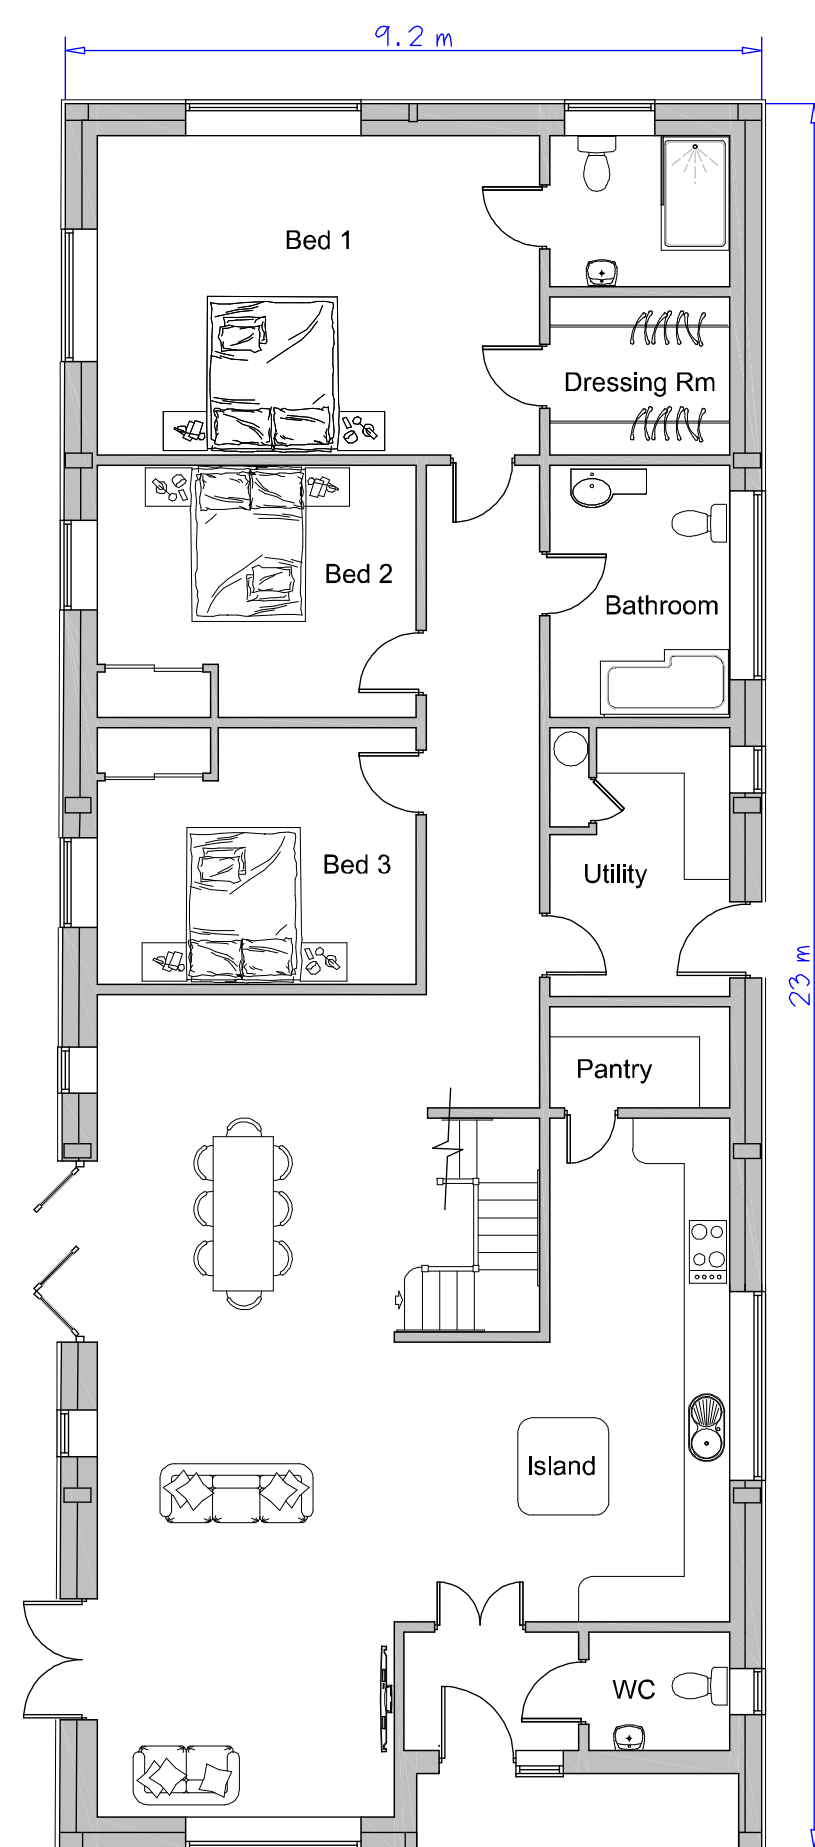 9.2 m
Bed 1
Dressing Rm
Bed 2
Bathroom
Bed 3
Utility
23 m
Pantry
Island
WC